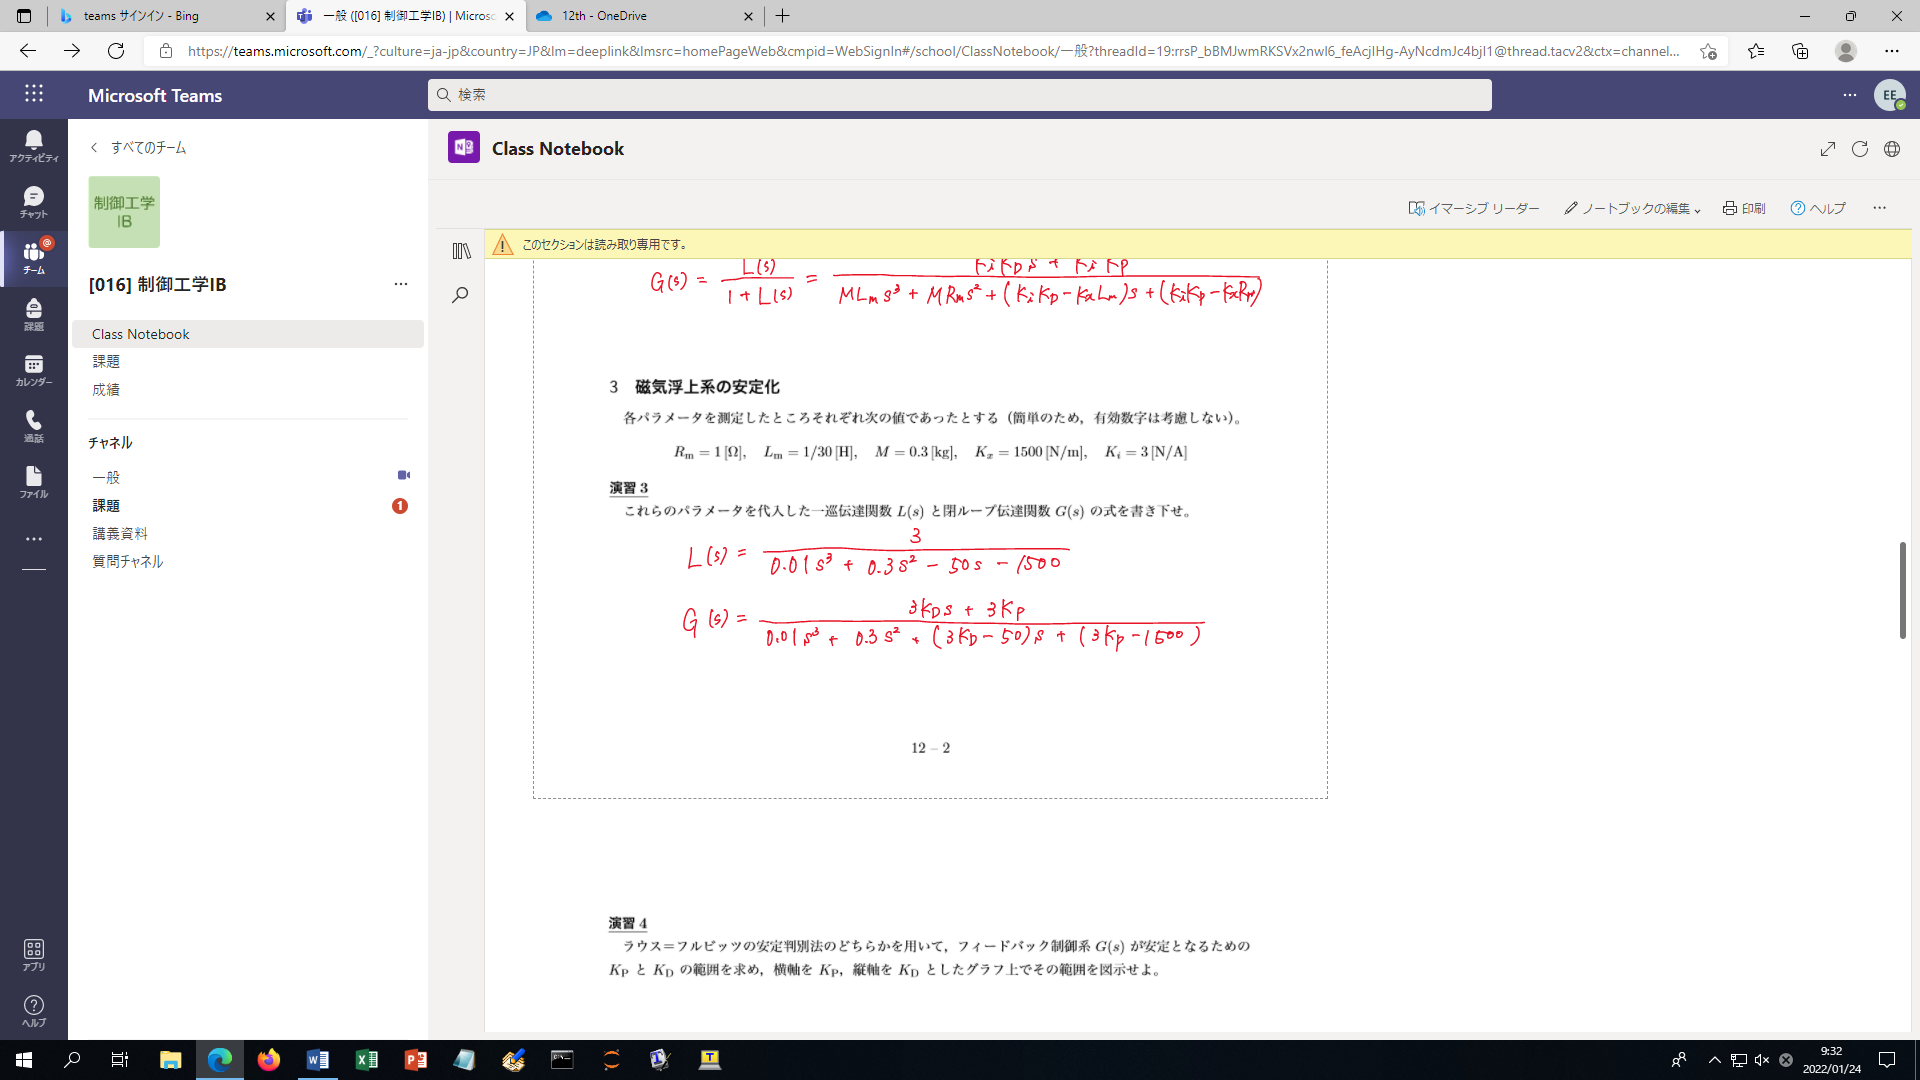 teams サインイン - Bing
一般 ([016] 制御工学IB) | Microsc
12th - OneDrive
https://teams.microsoft.com/_?culture=ja-jp&country=JP&lm=deeplink&lmsrc=homePageWeb&cmpid=WebSignIn#/school/ClassNotebook/一般?threadId=19:rrsP_bBMJwmRKSVx2nwl6_feAcjlHg-AyNcdmJc4bjI1@thread.tacv2&ctx=channel...
Microsoft Teams
検索
EE
アクティビティ
チャット
チーム
課題
カレンダー
通話
ファイル
アプリ
ヘルプ
すべてのチーム
制御工学
IB
[016] 制御工学IB
Class Notebook
課題
成績
チャネル
一般
課題
1
講義資料
質問チャネル
Class Notebook
イマーシブ リーダー
ノートブックの編集
印刷
ヘルプ
このセクションは読み取り専用です。
G(s) = L(s) / (1 + L(s)) = (KiKDs + KiKp) / (MLms³ + MRms² + (KiKD - KxLm)s + (KiKp - KxRm))
3 磁気浮上系の安定化
各パラメータを測定したところそれぞれ次の値であったとする（簡単のため，有効数字は考慮しない）。
Rm = 1 [Ω], Lm = 1/30 [H], M = 0.3 [kg], Kx = 1500 [N/m], Ki = 3 [N/A]
演習 3
これらのパラメータを代入した一巡伝達関数 L(s) と閉ループ伝達関数 G(s) の式を書き下せ。
L(s) = 3 / (0.01s³ + 0.3s² - 50s - 1500)
G(s) = (3KDs + 3Kp) / (0.01s³ + 0.3s² + (3KD - 50)s + (3Kp - 1500))
12 – 2
演習 4
ラウス＝フルビッツの安定判別法のどちらかを用いて，フィードバック制御系 G(s) が安定となるための
KP と KD の範囲を求め，横軸を KP，縦軸を KD としたグラフ上でその範囲を図示せよ。
9:32
2022/01/24